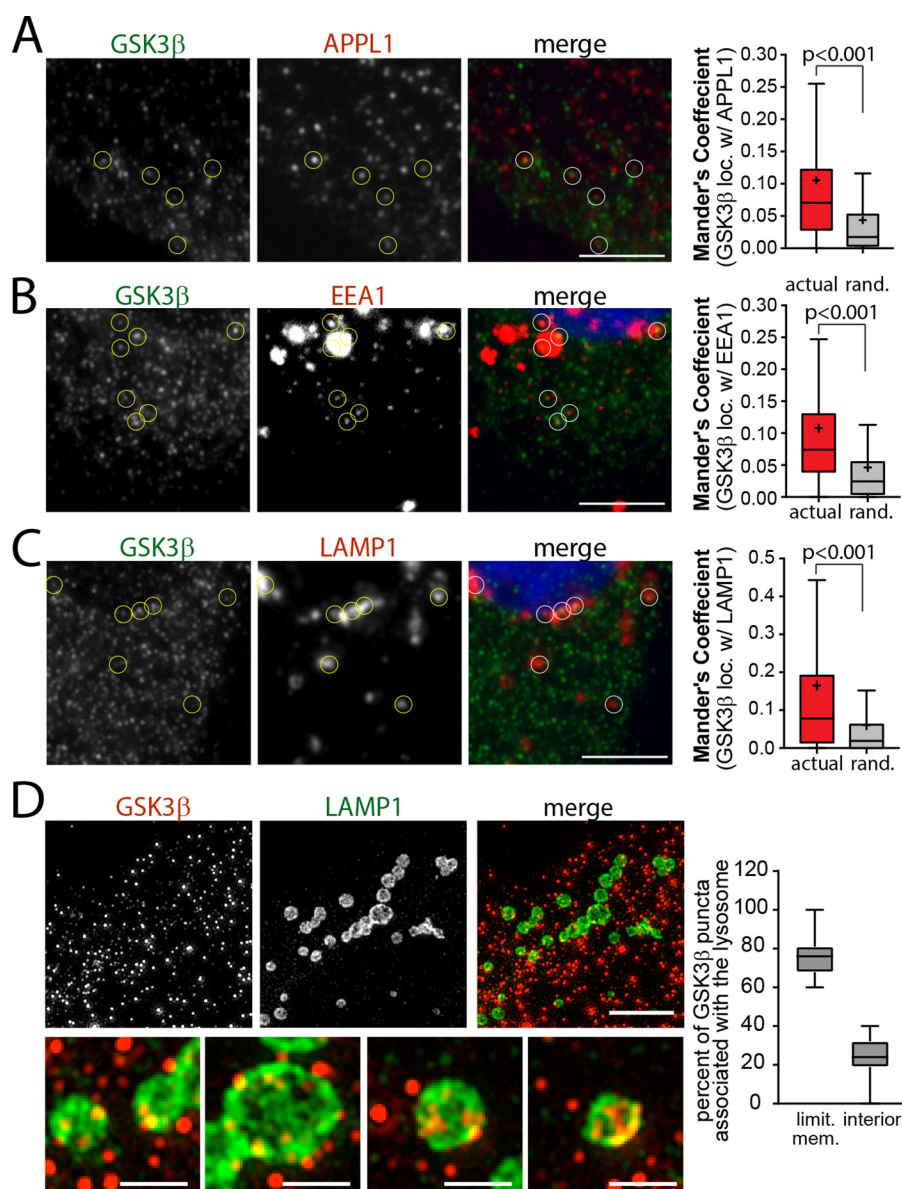 A
GSK3β
APPL1
merge
Mander's Coeffecient
(GSK3β loc. w/ APPL1)
0.30
0.25
0.20
0.15
0.10
0.05
0.00
p<0.001
actual rand.
B
GSK3β
EEA1
merge
Mander's Coeffecient
(GSK3β loc. w/ EEA1)
0.30
0.25
0.20
0.15
0.10
0.05
0.00
p<0.001
actual rand.
C
GSK3β
LAMP1
merge
Mander's Coeffecient
(GSK3β loc. w/ LAMP1)
0.5
0.4
0.3
0.2
0.1
0.0
p<0.001
actual rand.
D
GSK3β
LAMP1
merge
percent of GSK3β puncta
associated with the lysosome
120
100
80
60
40
20
0
limit. interior
mem.